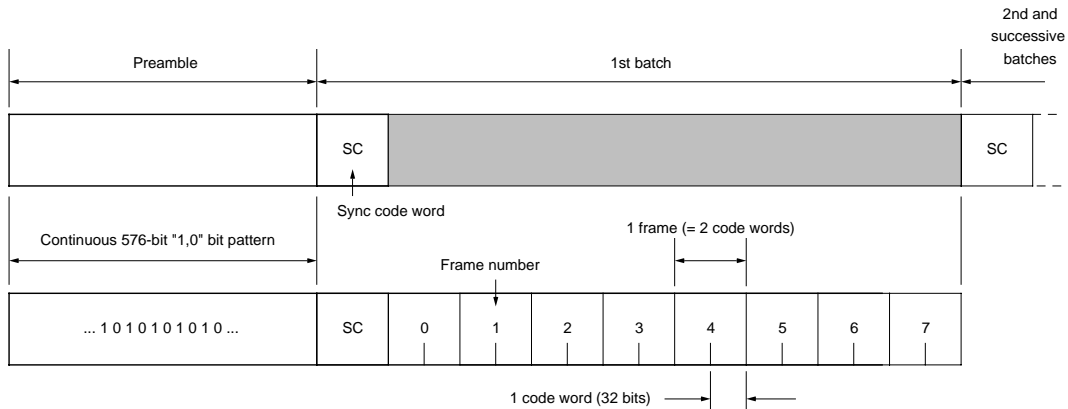 2nd and
successive
batches
Preamble
1st batch
SC
SC
Sync code word
Continuous 576-bit "1,0" bit pattern
1 frame (= 2 code words)
Frame number
... 1 0 1 0 1 0 1 0 1 0 ...
SC
0
1
2
3
4
5
6
7
1 code word (32 bits)